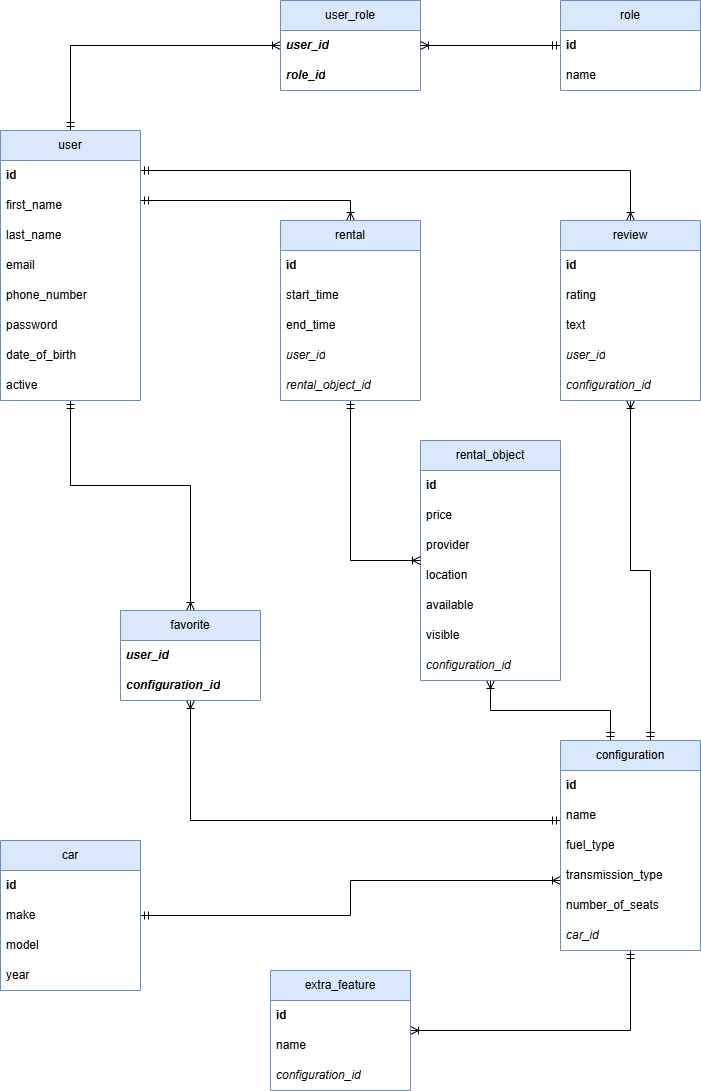 user_role
user_id
role_id
role
id
name
user
id
first_name
last_name
email
phone_number
password
date_of_birth
active
rental
id
start_time
end_time
user_id
rental_object_id
review
id
rating
text
user_id
configuration_id
rental_object
id
price
provider
location
available
visible
configuration_id
favorite
user_id
configuration_id
configuration
id
name
fuel_type
transmission_type
number_of_seats
car_id
car
id
make
model
year
extra_feature
id
name
configuration_id